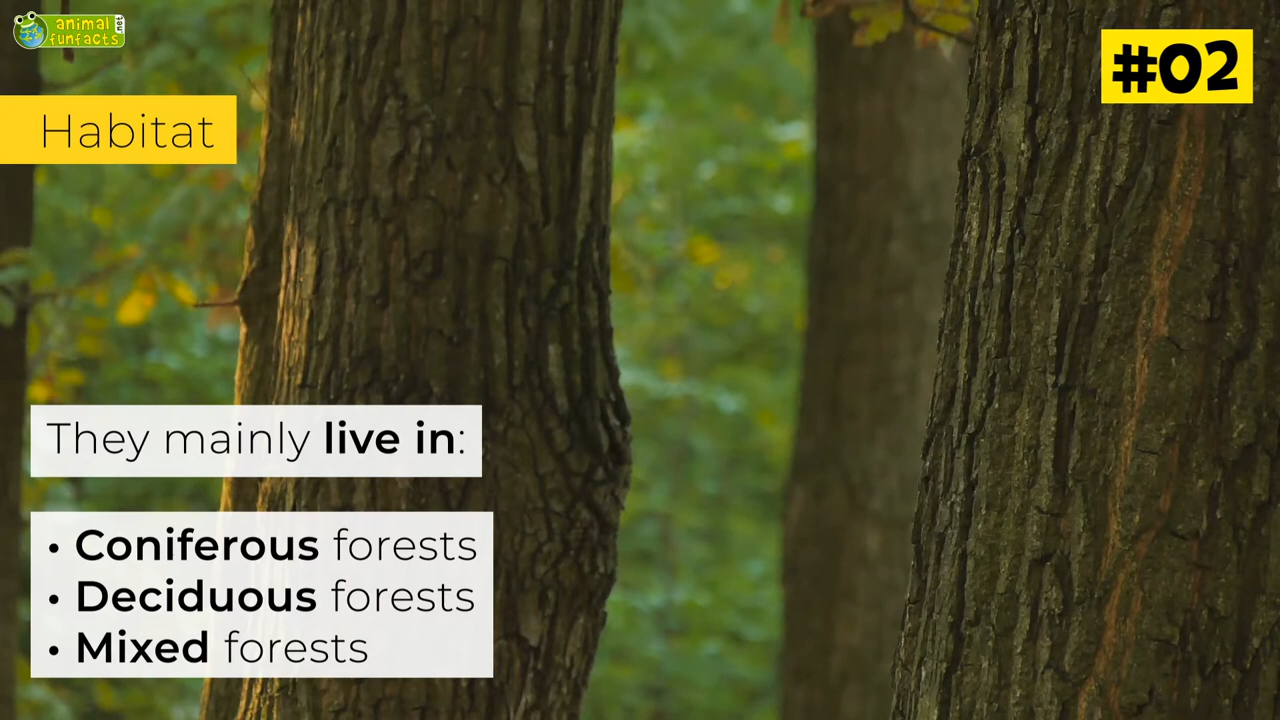 animal
funfacts
.net
#02
Habitat
They mainly live in:
• Coniferous forests
• Deciduous forests
• Mixed forests